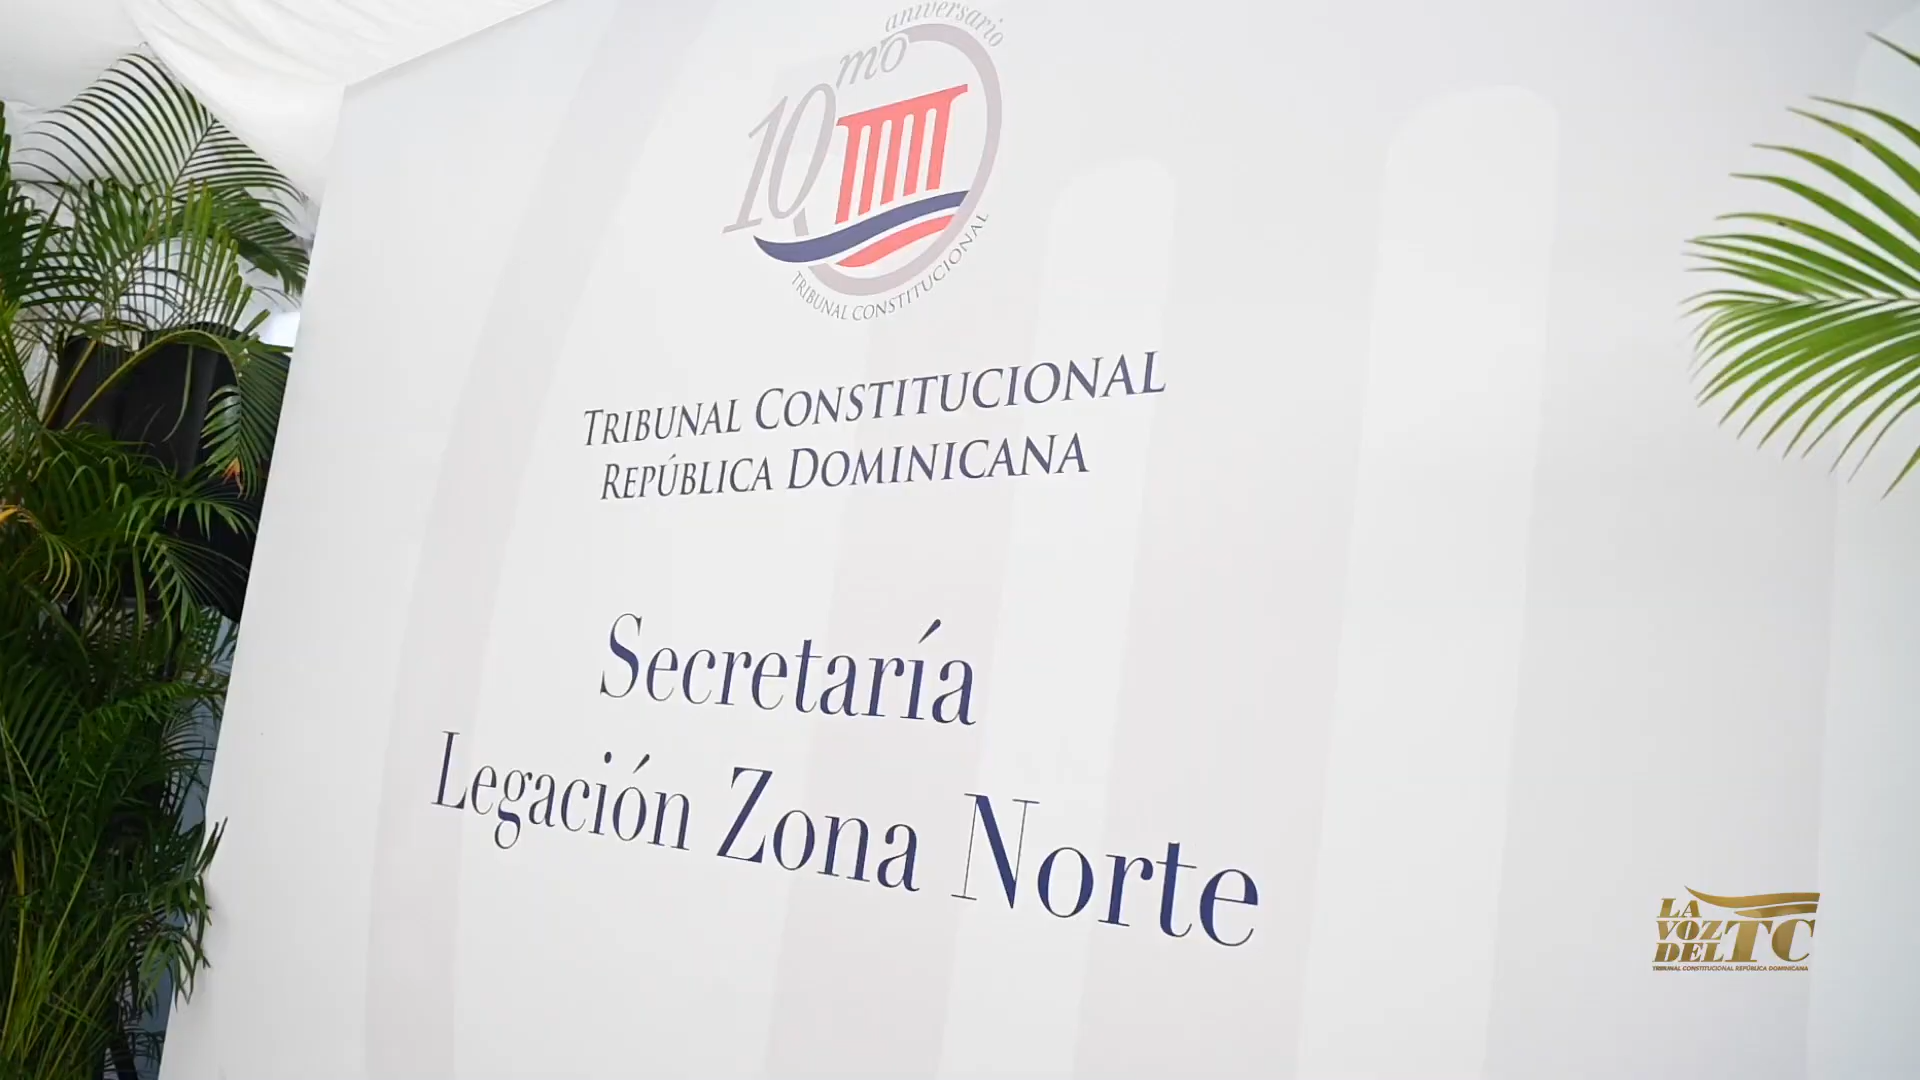 aniversario
10mo
TRIBUNAL CONSTITUCIONAL
TRIBUNAL CONSTITUCIONAL
REPÚBLICA DOMINICANA
Secretaría
Legación Zona Norte
LA
VOZ
DEL TC
TRIBUNAL CONSTITUCIONAL REPÚBLICA DOMINICANA